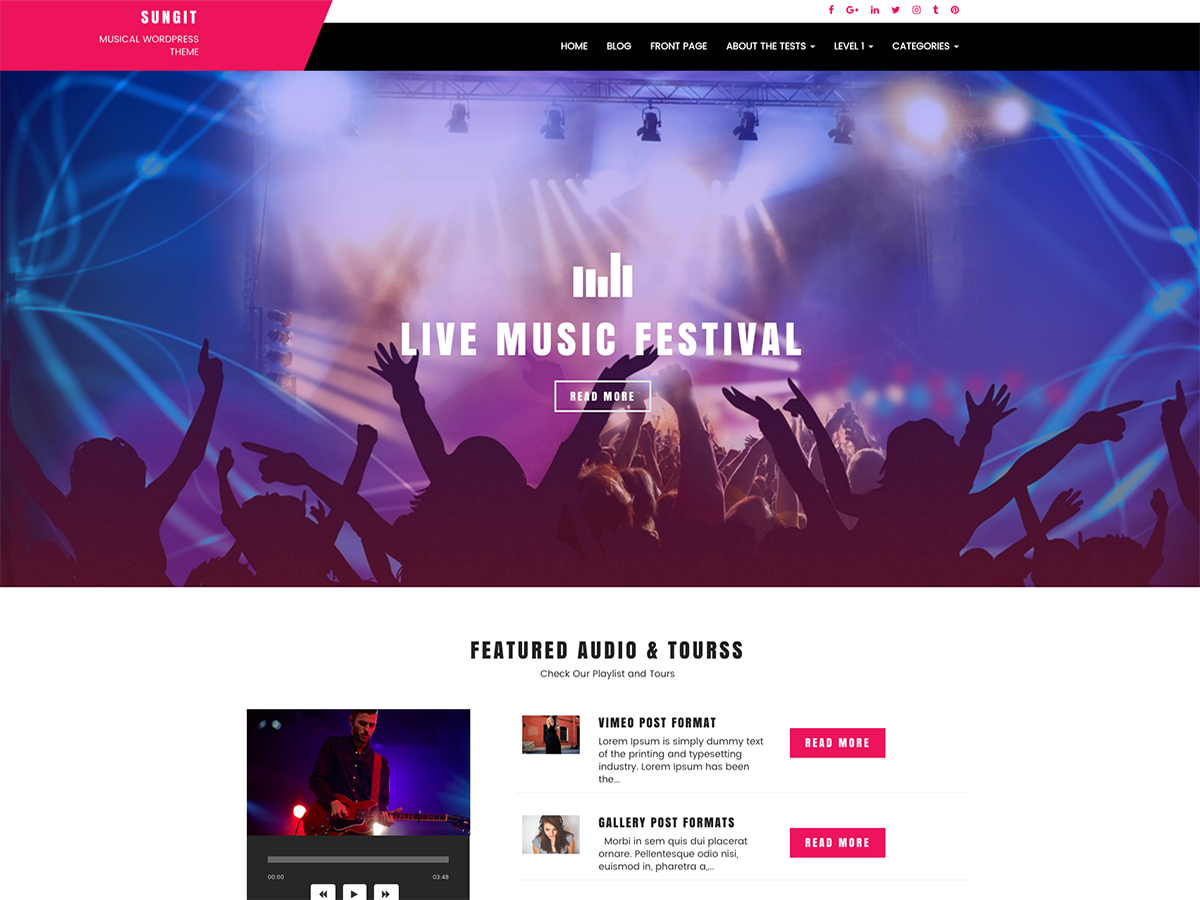 SUNGIT
MUSICAL WORDPRESS
THEME
HOME BLOG FRONT PAGE ABOUT THE TESTS LEVEL 1 CATEGORIES
LIVE MUSIC FESTIVAL
READ MORE
FEATURED AUDIO & TOURSS
Check Our Playlist and Tours
00:00 03:48
VIMEO POST FORMAT
Lorem Ipsum is simply dummy text
of the printing and typesetting
industry. Lorem Ipsum has been
the...
READ MORE
GALLERY POST FORMATS
Morbi in sem quis dui placerat
ornare. Pellentesque odio nisi,
euismod in, pharetra a,...
READ MORE